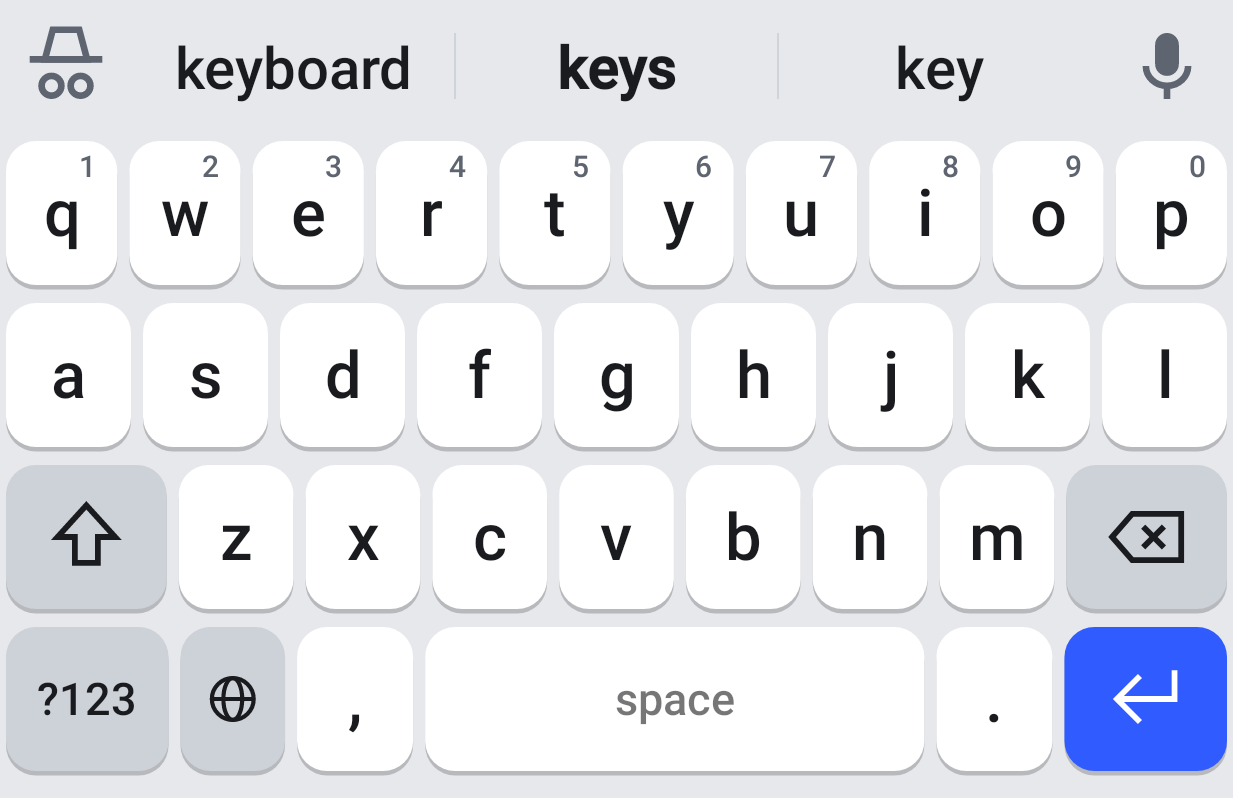 keyboard keys key
1 2 3 4 5 6 7 8 9 0
q w e r t y u i o p
a s d f g h j k l
z x c v b n m
?123 , space .